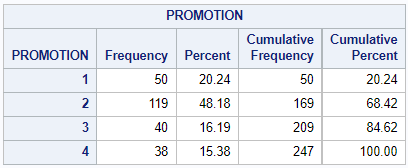 PROMOTION
PROMOTION Frequency Percent Cumulative Frequency Cumulative Percent
1 50 20.24 50 20.24
2 119 48.18 169 68.42
3 40 16.19 209 84.62
4 38 15.38 247 100.00